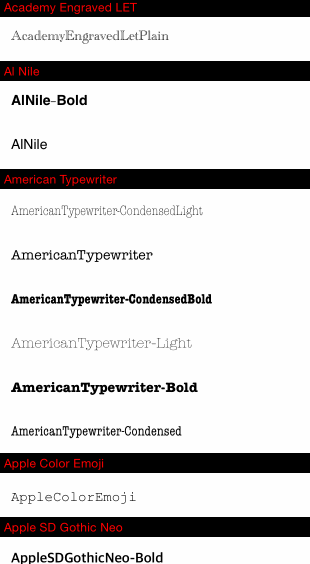 Academy Engraved LET
AcademyEngravedLetPlain
Al Nile
AlNile-Bold
AlNile
American Typewriter
AmericanTypewriter-CondensedLight
AmericanTypewriter
AmericanTypewriter-CondensedBold
AmericanTypewriter-Light
AmericanTypewriter-Bold
AmericanTypewriter-Condensed
Apple Color Emoji
AppleColorEmoji
Apple SD Gothic Neo
AppleSDGothicNeo-Bold